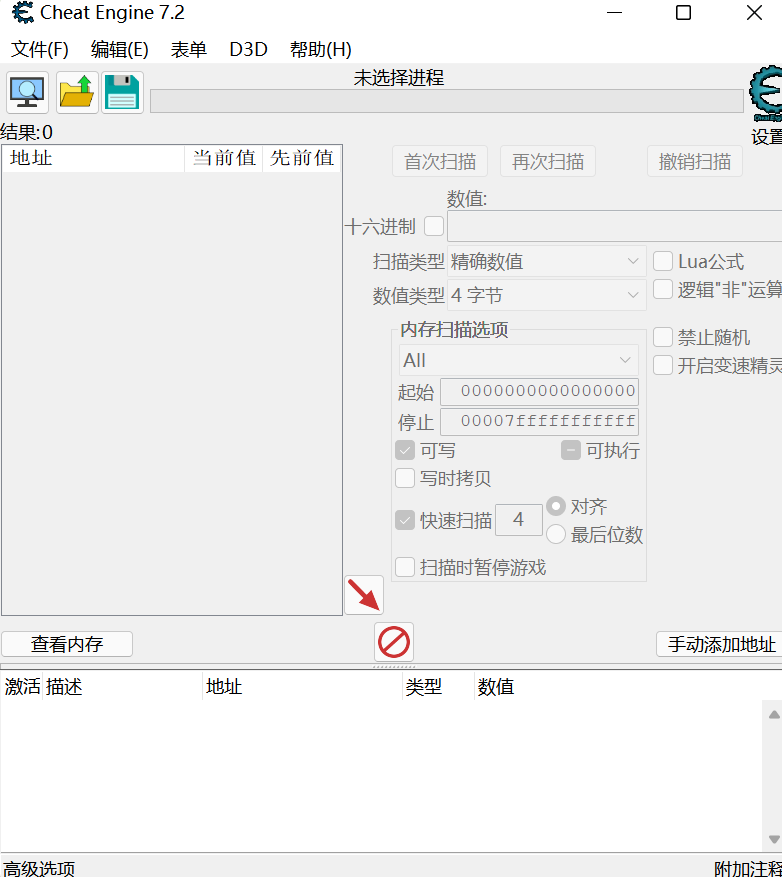 Cheat Engine 7.2
文件(F) 编辑(E) 表单 D3D 帮助(H)
未选择进程
Cheat Engine
设置
结果:0
地址 当前值 先前值
首次扫描 再次扫描 撤销扫描
数值:
十六进制
扫描类型 精确数值 Lua公式
数值类型 4 字节 逻辑"非"运算
内存扫描选项
All 禁止随机
起始 0000000000000000 开启变速精灵
停止 00007fffffffffff
可写 可执行
写时拷贝
快速扫描 4 对齐
最后位数
扫描时暂停游戏
查看内存 手动添加地址
激活 描述 地址 类型 数值
高级选项 附加注释